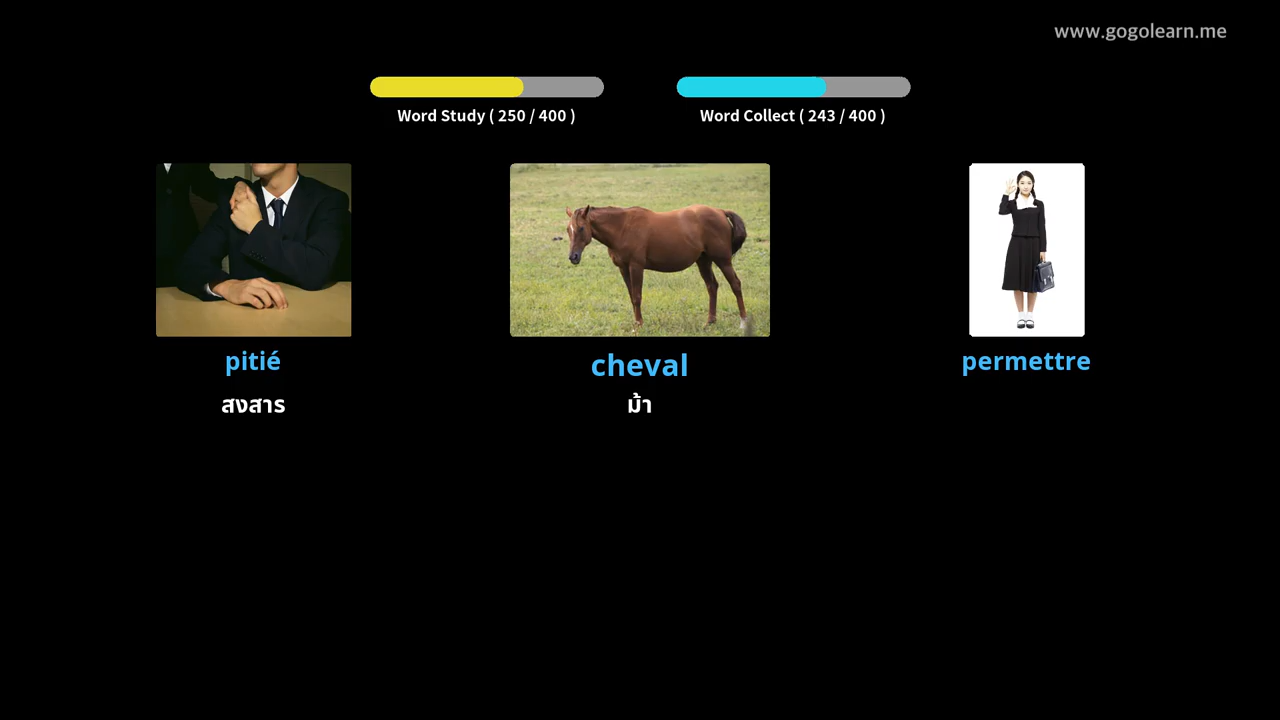 www.gogolearn.me
Word Study ( 250 / 400 )
Word Collect ( 243 / 400 )
pitié
cheval
permettre
สงสาร
ม้า